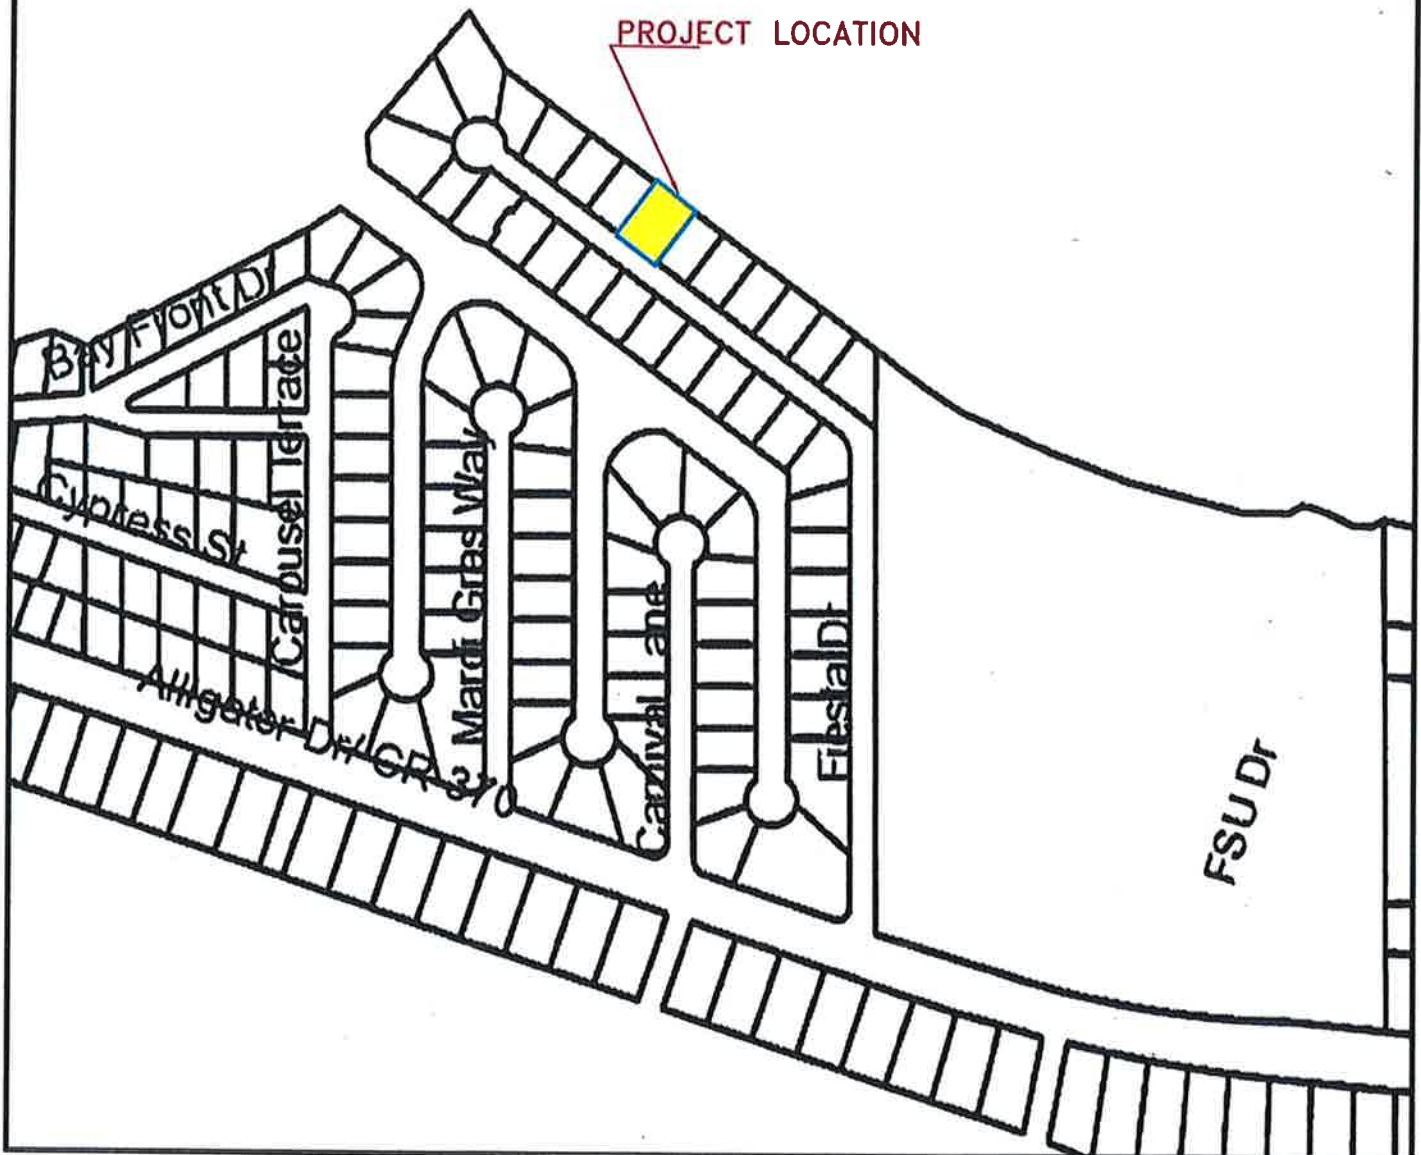 PROJECT LOCATION
Bay Front Dr
Carousel Terrace
Cypress St
Mardi Gras Way
Carnival Lane
Fiesta Dr
Alligator Dr/ CR 370
FSU Dr